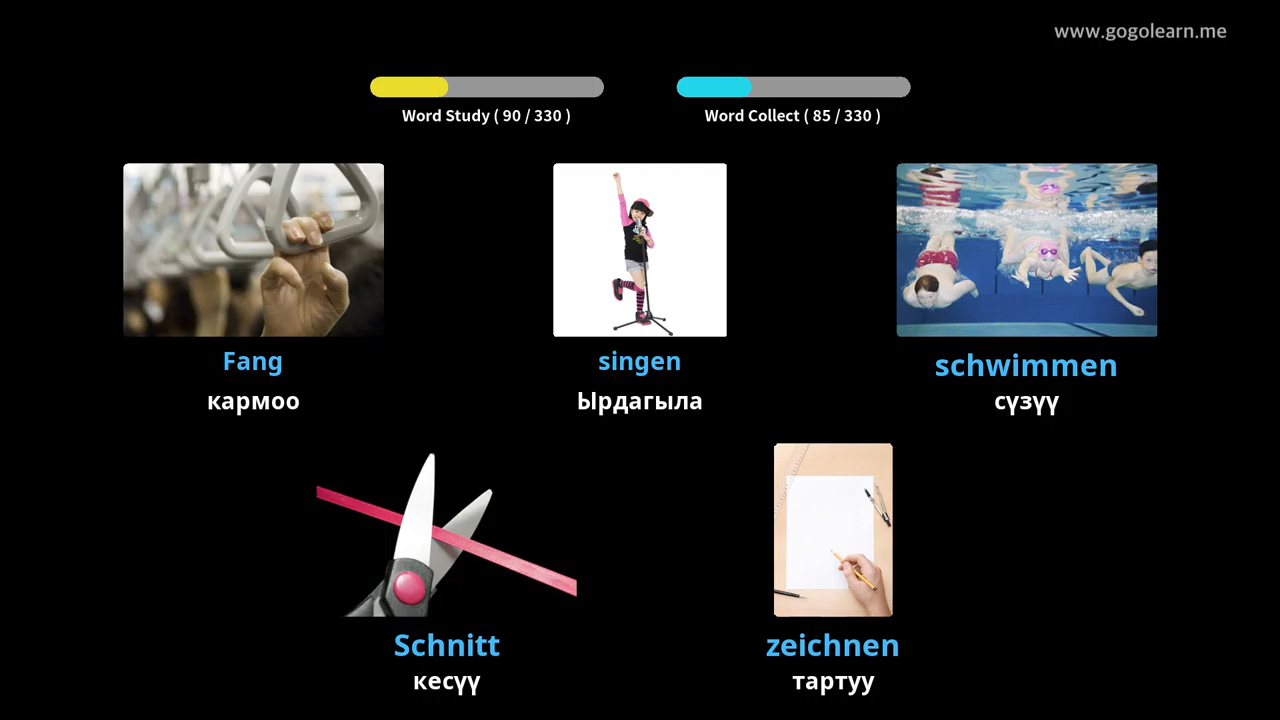 www.gogolearn.me
Word Study ( 90 / 330 )
Word Collect ( 85 / 330 )
Fang
singen
schwimmen
кармоо
Ырдагыла
сүзүү
Schnitt
zeichnen
кесүү
тартуу